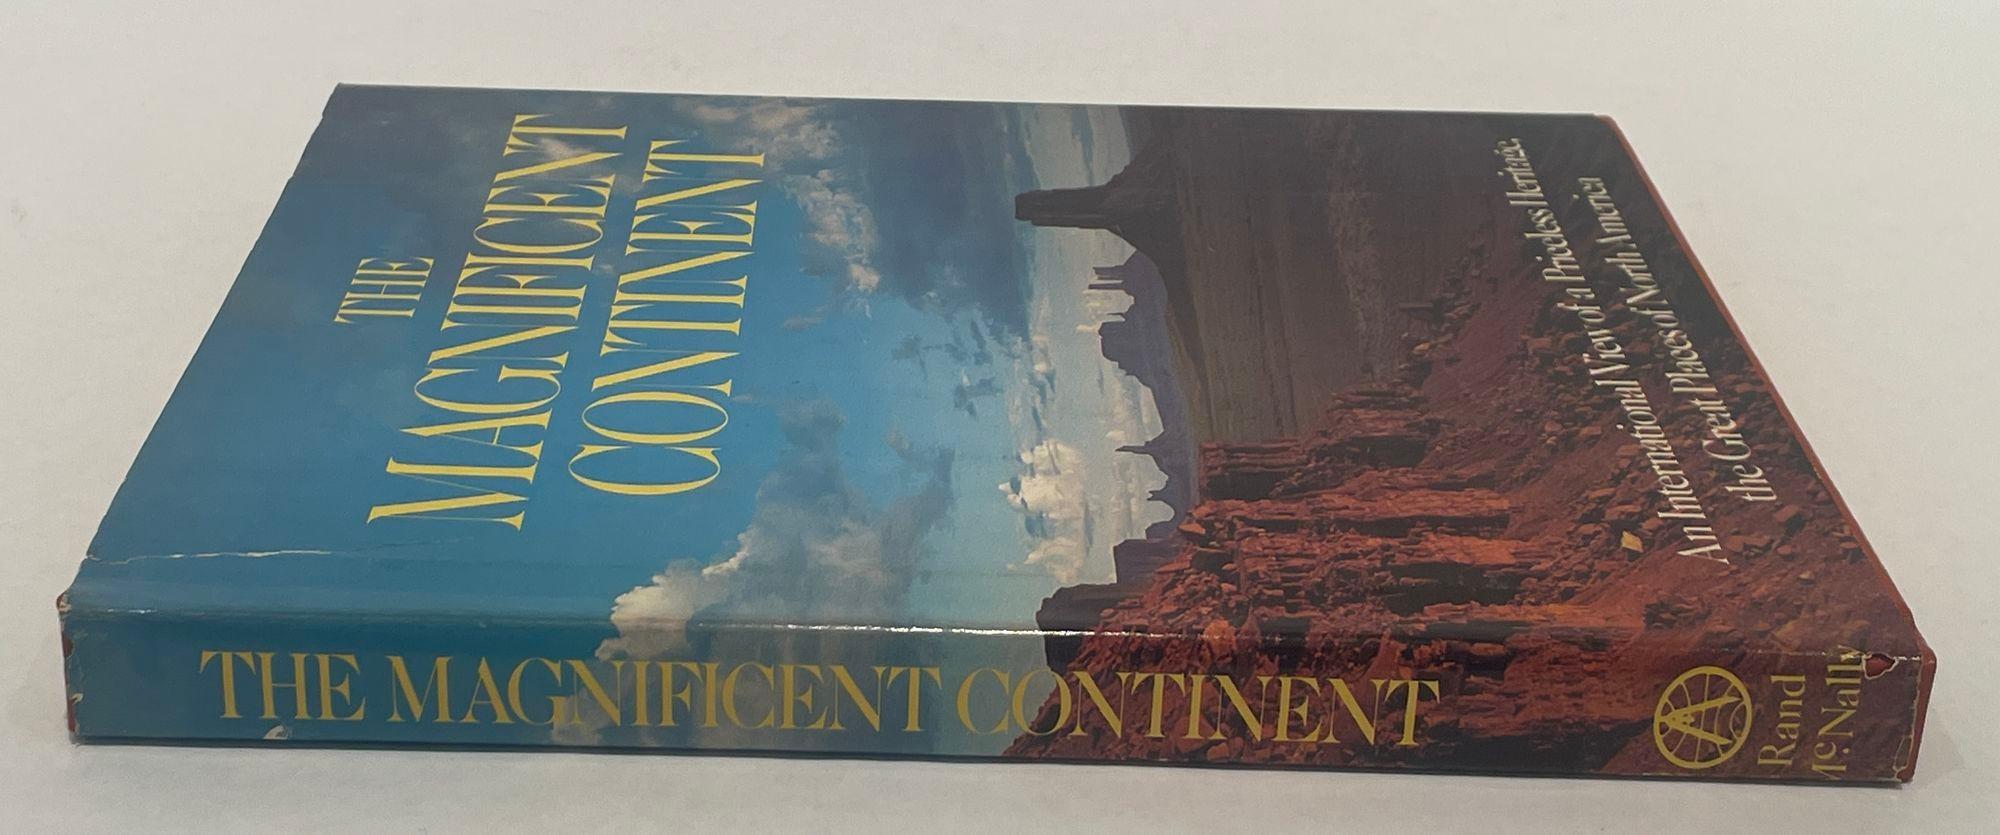 THE
MAGNIFICENT
CONTINENT
An International View of a Priceless Heritage,
the Great Places of North America
THE MAGNIFICENT CONTINENT
Rand
McNally